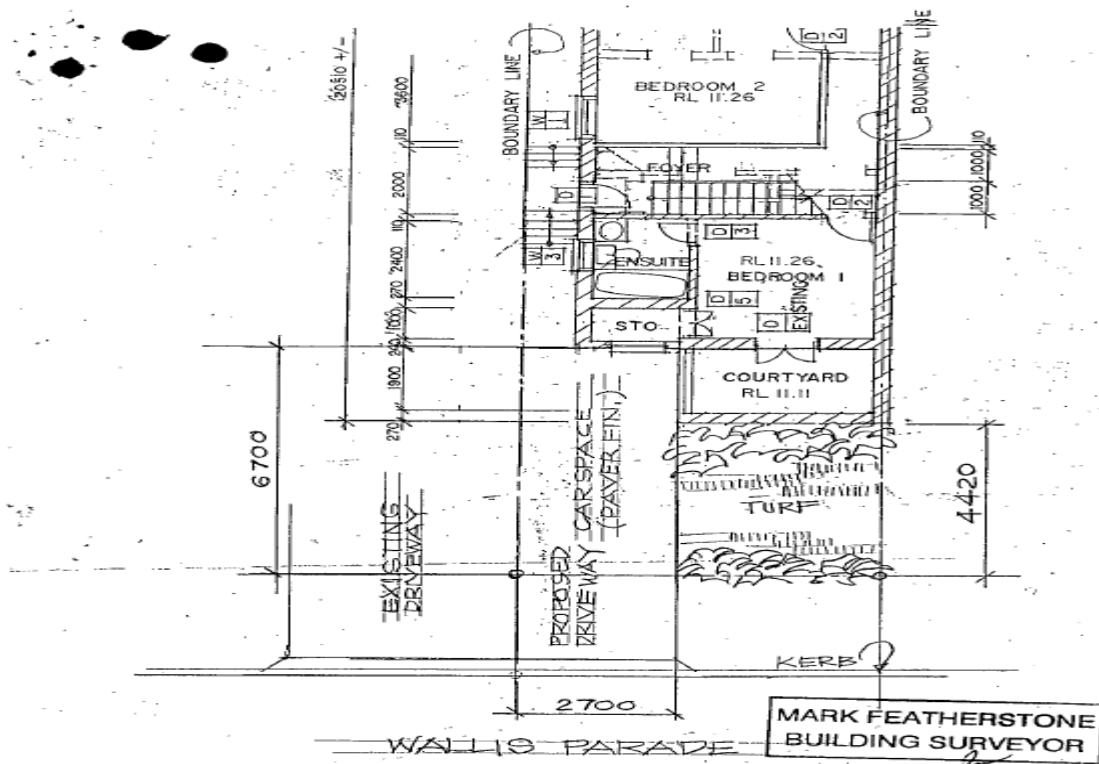 BOUNDARY LINE
BOUNDARY LINE
D
2
BEDROOM 2
RL 11.26
W
1
FOYER
D
D
2
D
3
W
3
ENSUITE
RL 11.26
BEDROOM 1
D
5
D
EXISTING
STO
COURTYARD
RL 11.11
3600
110
2000
110
2400
270
1000
240
1900
270
1000
1000
110
6700
4420
TURF
EXISTING
DRIVEWAY
CAR SPACE
(PAVER FIN.)
PROPOSED
DRIVEWAY
KERB
2700
WALLIS PARADE
MARK FEATHERSTONE
BUILDING SURVEYOR